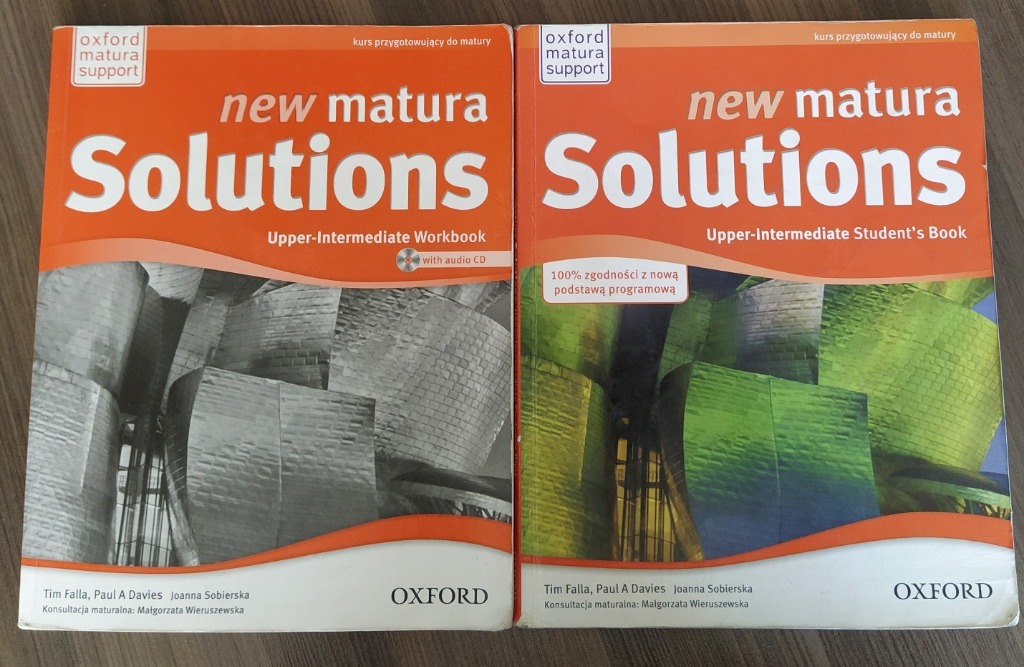 oxford
matura
support
kurs przygotowujący do matury
new matura
Solutions
Upper-Intermediate Workbook
with audio CD
Tim Falla, Paul A Davies Joanna Sobierska
Konsultacja maturalna: Małgorzata Wieruszewska
OXFORD
oxford
matura
support
kurs przygotowujący do matury
new matura
Solutions
Upper-Intermediate Student's Book
100% zgodności z nową
podstawą programową
Tim Falla, Paul A Davies Joanna Sobierska
Konsultacja maturalna: Małgorzata Wieruszewska
OXFORD